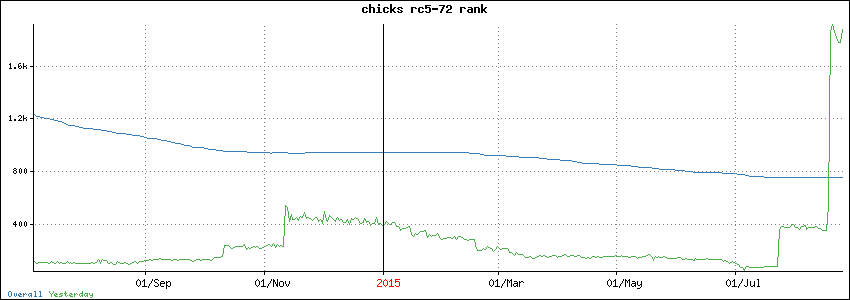 chicks rc5-72 rank
1.6k
1.2k
800
400
01/Sep 01/Nov 2015 01/Mar 01/May 01/Jul
Overall Yesterday